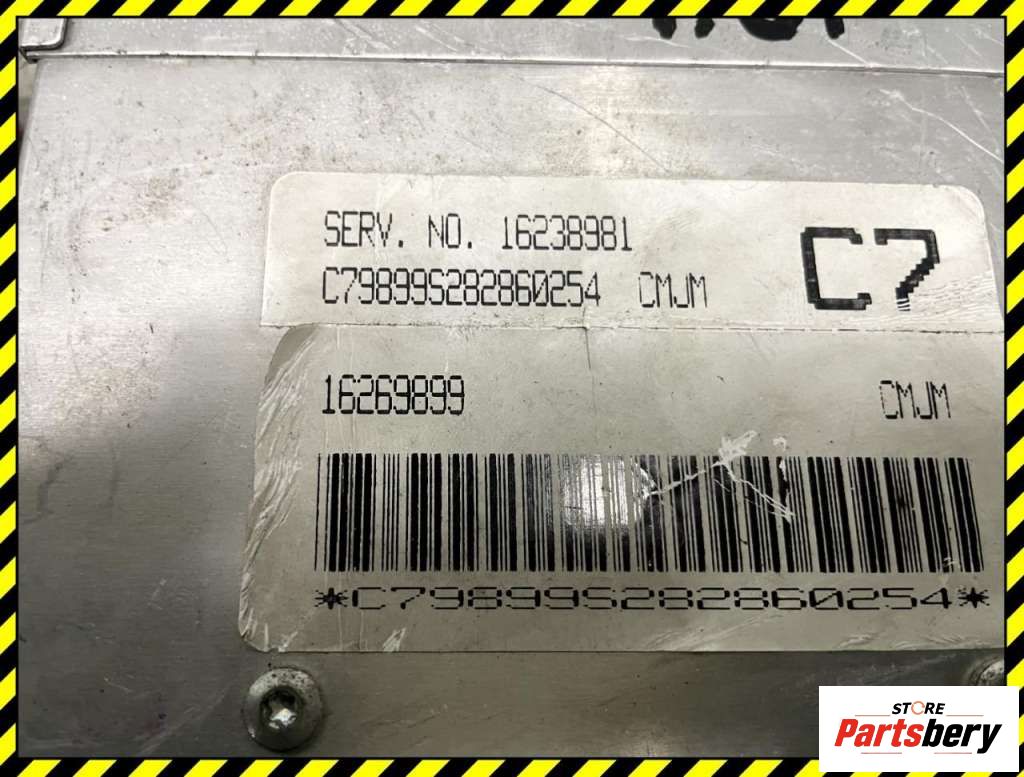 SERV. NO. 16238981
C79899S282860254 CMJM
C7
16269899
CMJM
*C79899S282860254*
STORE
Partsbery